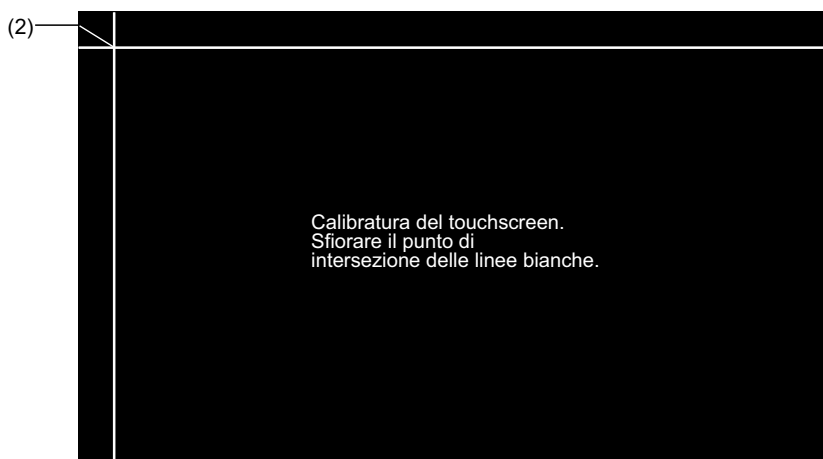 (2)
Calibratura del touchscreen.
Sfiorare il punto di
intersezione delle linee bianche.